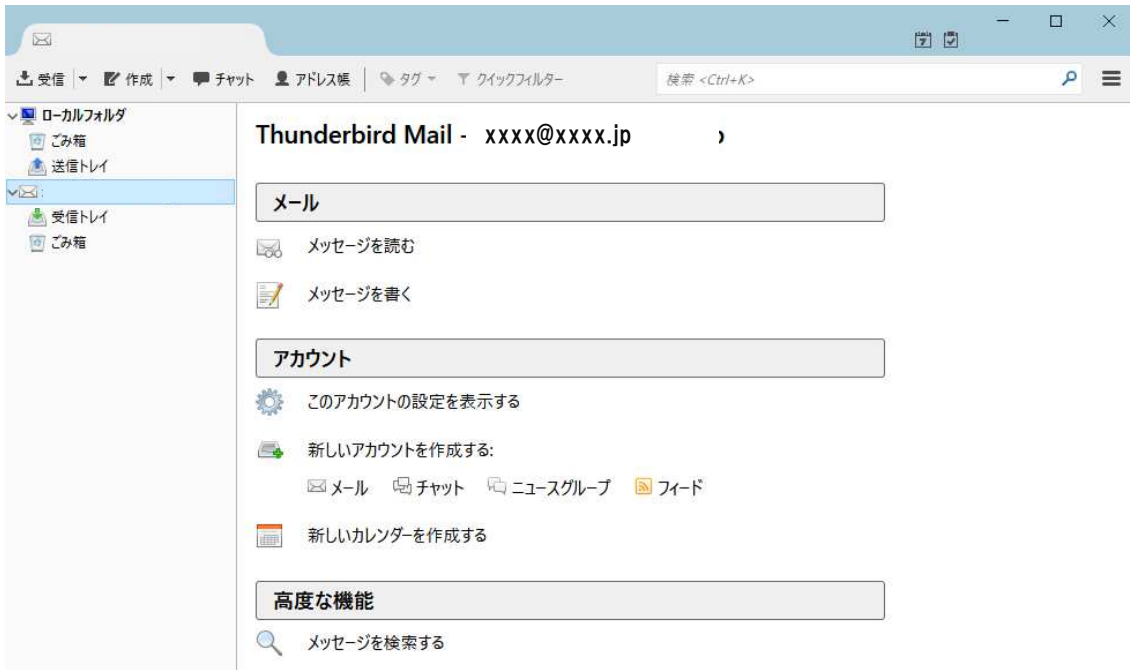 受信 作成 チャット アドレス帳 タグ クイックフィルター 検索 <Ctrl+K>
ローカルフォルダ
ごみ箱
送信トレイ
:
受信トレイ
ごみ箱
Thunderbird Mail - xxxx@xxxx.jp
メール
メッセージを読む
メッセージを書く
アカウント
このアカウントの設定を表示する
新しいアカウントを作成する:
メール チャット ニュースグループ フィード
新しいカレンダーを作成する
高度な機能
メッセージを検索する